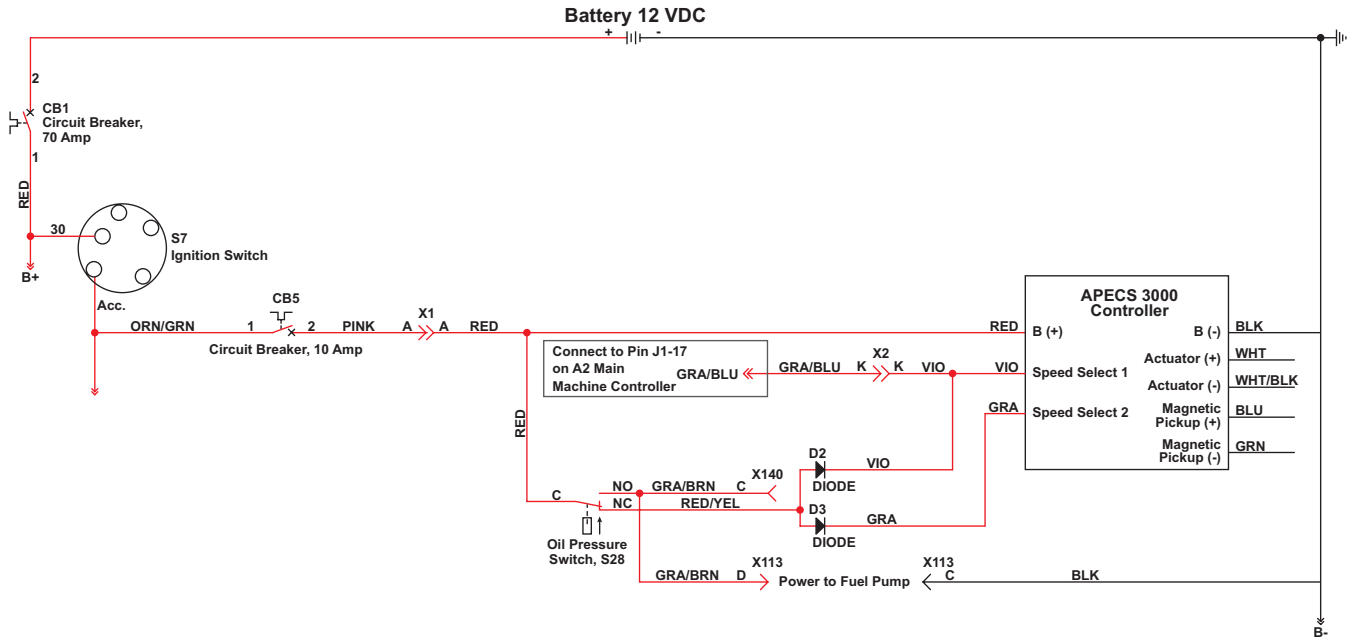 Battery 12 VDC
+ -
2
CB1
Circuit Breaker,
70 Amp
1
RED
30
S7
Ignition Switch
B+
Acc.
CB5
ORN/GRN 1 2 PINK A X1 A RED
Circuit Breaker, 10 Amp
RED
Connect to Pin J1-17
on A2 Main
Machine Controller
GRA/BLU
GRA/BLU K X2 K VIO
VIO
GRA
APECS 3000
Controller
B (+)
B (-)
BLK
Speed Select 1
Actuator (+)
WHT
Actuator (-)
WHT/BLK
Speed Select 2
Magnetic
Pickup (+)
BLU
Magnetic
Pickup (-)
GRN
RED
C
NO GRA/BRN C X140
NC RED/YEL
Oil Pressure
Switch, S28
D2
VIO
DIODE
D3
GRA
DIODE
GRA/BRN D X113
Power to Fuel Pump
X113
C BLK
B-